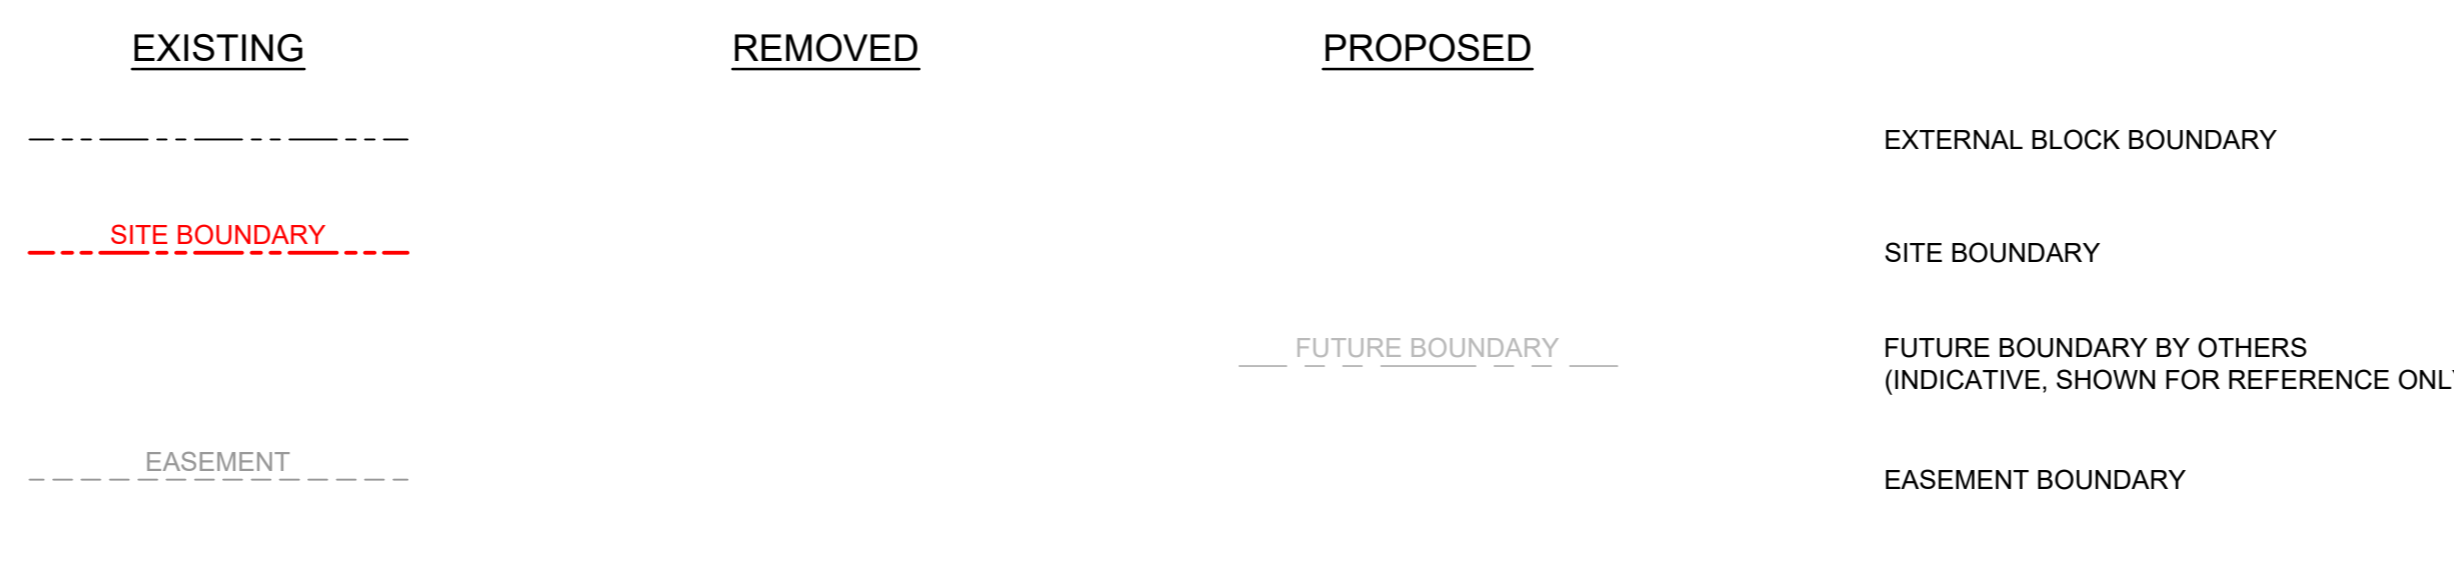 EXISTING REMOVED PROPOSED
EXTERNAL BLOCK BOUNDARY
SITE BOUNDARY SITE BOUNDARY
FUTURE BOUNDARY FUTURE BOUNDARY BY OTHERS
(INDICATIVE, SHOWN FOR REFERENCE ONLY
EASEMENT EASEMENT BOUNDARY